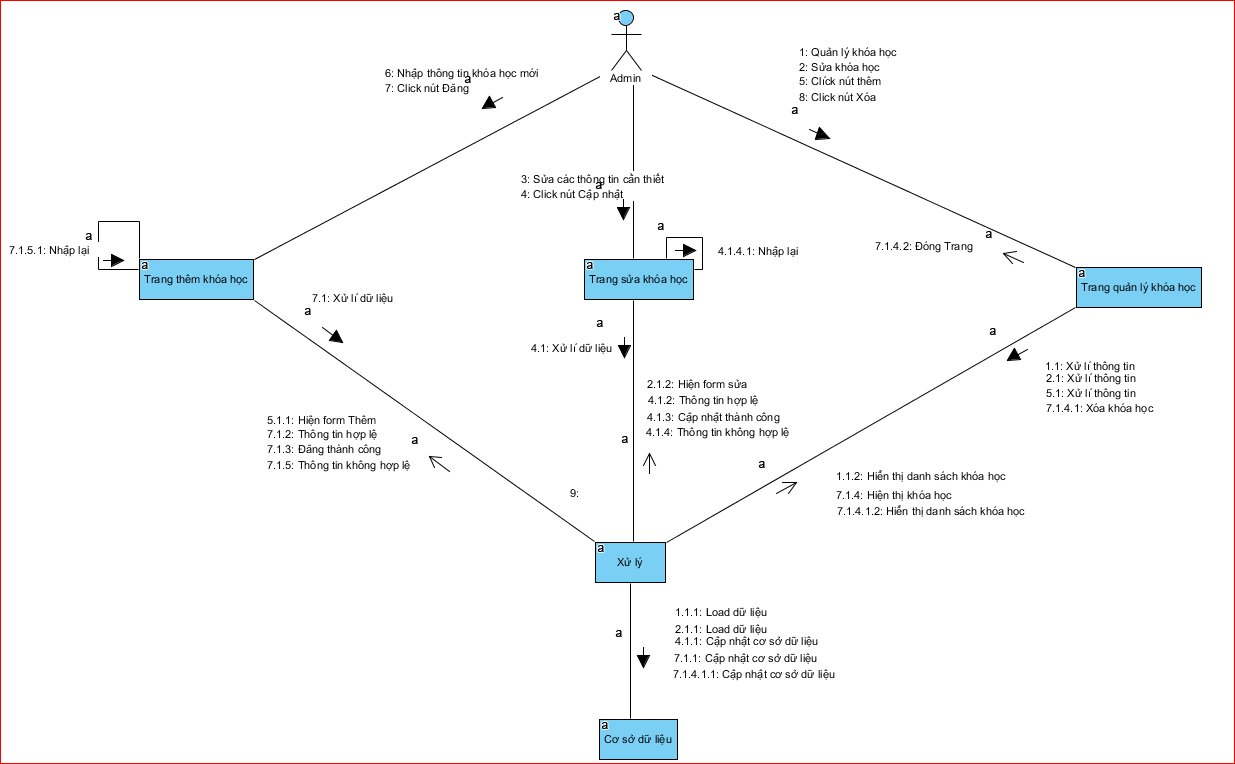 a
Admin
6: Nhập thông tin khóa học mới
a
7: Click nút Đăng
1: Quản lý khóa học
2: Sửa khóa học
5: Click nút thêm
8: Click nút Xóa
a
3: Sửa các thông tin cần thiết
a
4: Click nút Cập nhật
a
7.1.5.1: Nhập lại
a
Trang thêm khóa học
a
4.1.4.1: Nhập lại
a
Trang sửa khóa học
a
7.1.4.2: Đóng Trang
a
Trang quản lý khóa học
7.1: Xử lí dữ liệu
a
a
4.1: Xử lí dữ liệu
a
1.1: Xử lí thông tin
2.1: Xử lí thông tin
5.1: Xử lí thông tin
7.1.4.1: Xóa khóa học
2.1.2: Hiện form sửa
4.1.2: Thông tin hợp lệ
4.1.3: Cập nhật thành công
4.1.4: Thông tin không hợp lệ
a
5.1.1: Hiện form Thêm
7.1.2: Thông tin hợp lệ
7.1.3: Đăng thành công
7.1.5: Thông tin không hợp lệ
a
a
1.1.2: Hiển thị danh sách khóa học
7.1.4: Hiện thị khóa học
7.1.4.1.2: Hiển thị danh sách khóa học
9:
a
Xử lý
1.1.1: Load dữ liệu
2.1.1: Load dữ liệu
4.1.1: Cập nhật cơ sở dữ liệu
7.1.1: Cập nhật cơ sở dữ liệu
7.1.4.1.1: Cập nhật cơ sở dữ liệu
a
a
Cơ sở dữ liệu